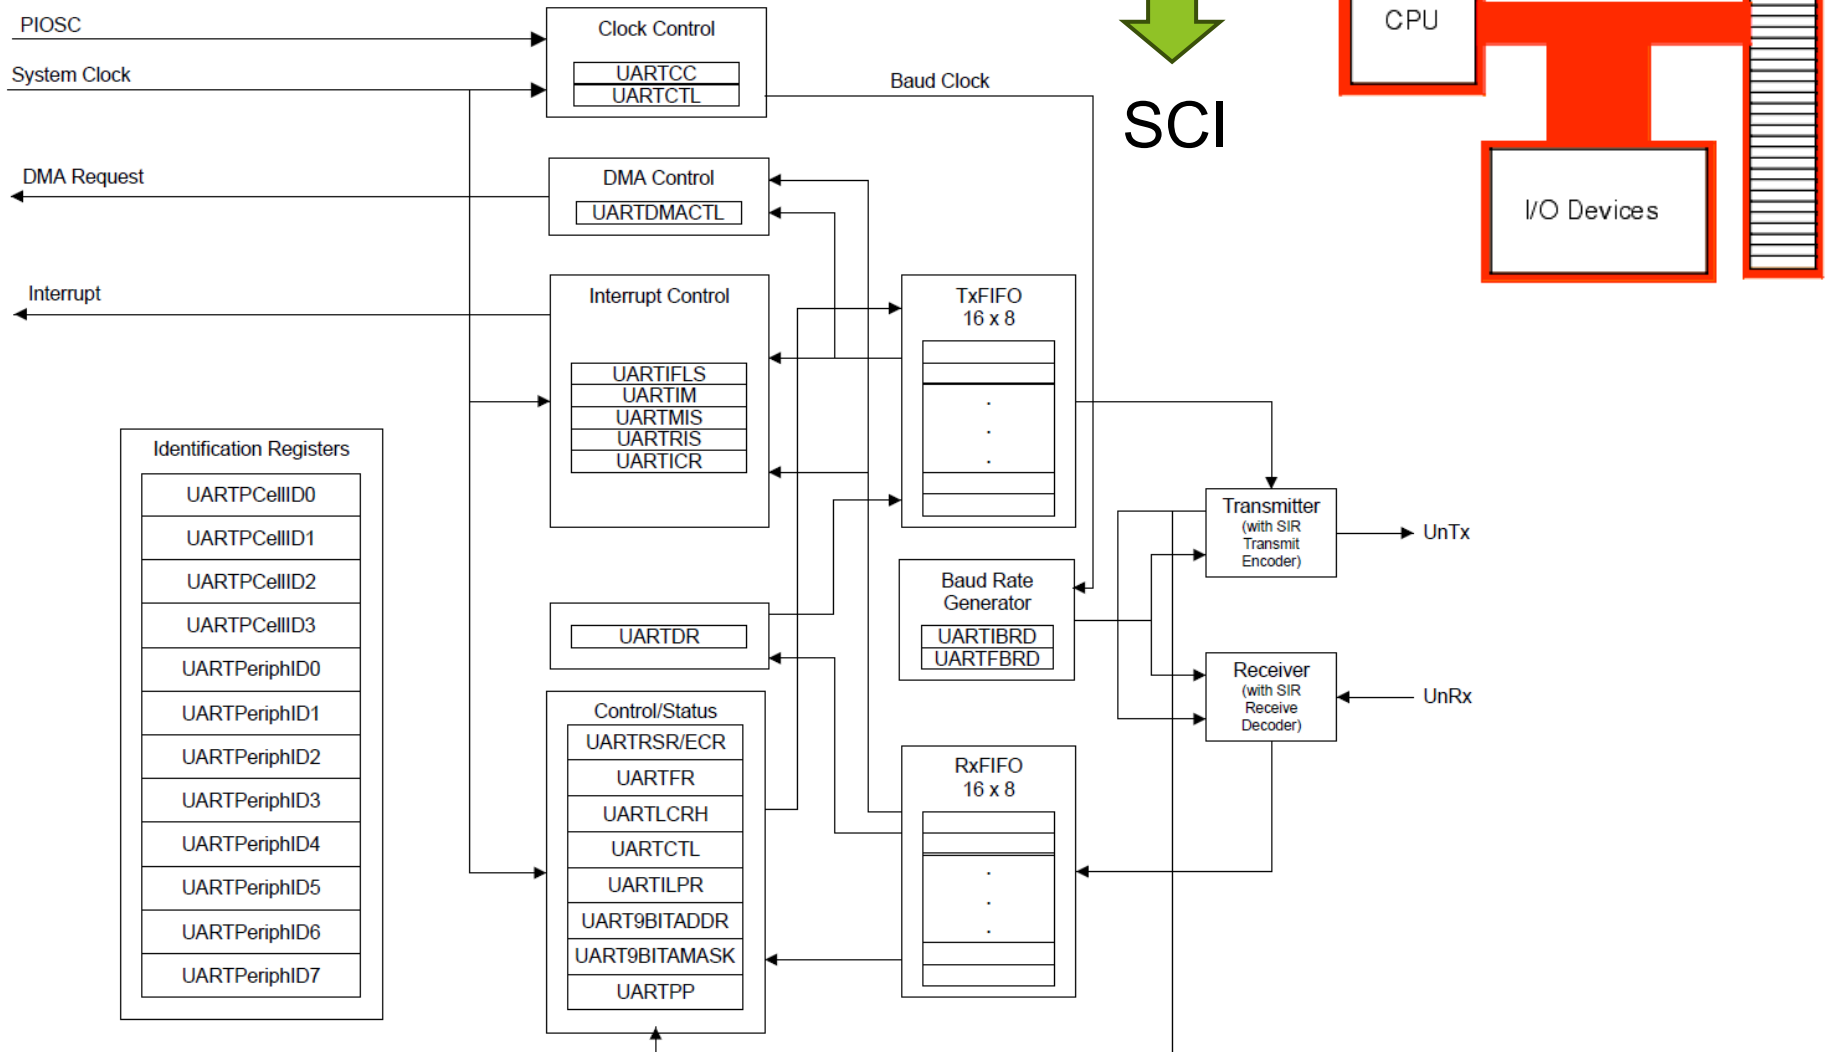 PIOSC
System Clock
Clock Control
UARTCC
UARTCTL
Baud Clock
SCI
CPU
I/O Devices
DMA Request
DMA Control
UARTDMACTL
Interrupt
Interrupt Control
UARTIFLS
UARTIM
UARTMIS
UARTRIS
UARTICR
TxFIFO
16 x 8
.
.
.
Identification Registers
UARTPCellID0
UARTPCellID1
UARTPCellID2
UARTPCellID3
UARTPeriphID0
UARTPeriphID1
UARTPeriphID2
UARTPeriphID3
UARTPeriphID4
UARTPeriphID5
UARTPeriphID6
UARTPeriphID7
UARTDR
Baud Rate
Generator
UARTIBRD
UARTFBRD
Transmitter
(with SIR
Transmit
Encoder)
UnTx
Receiver
(with SIR
Receive
Decoder)
UnRx
Control/Status
UARTRSR/ECR
UARTFR
UARTLCRH
UARTCTL
UARTILPR
UART9BITADDR
UART9BITAMASK
UARTPP
RxFIFO
16 x 8
.
.
.